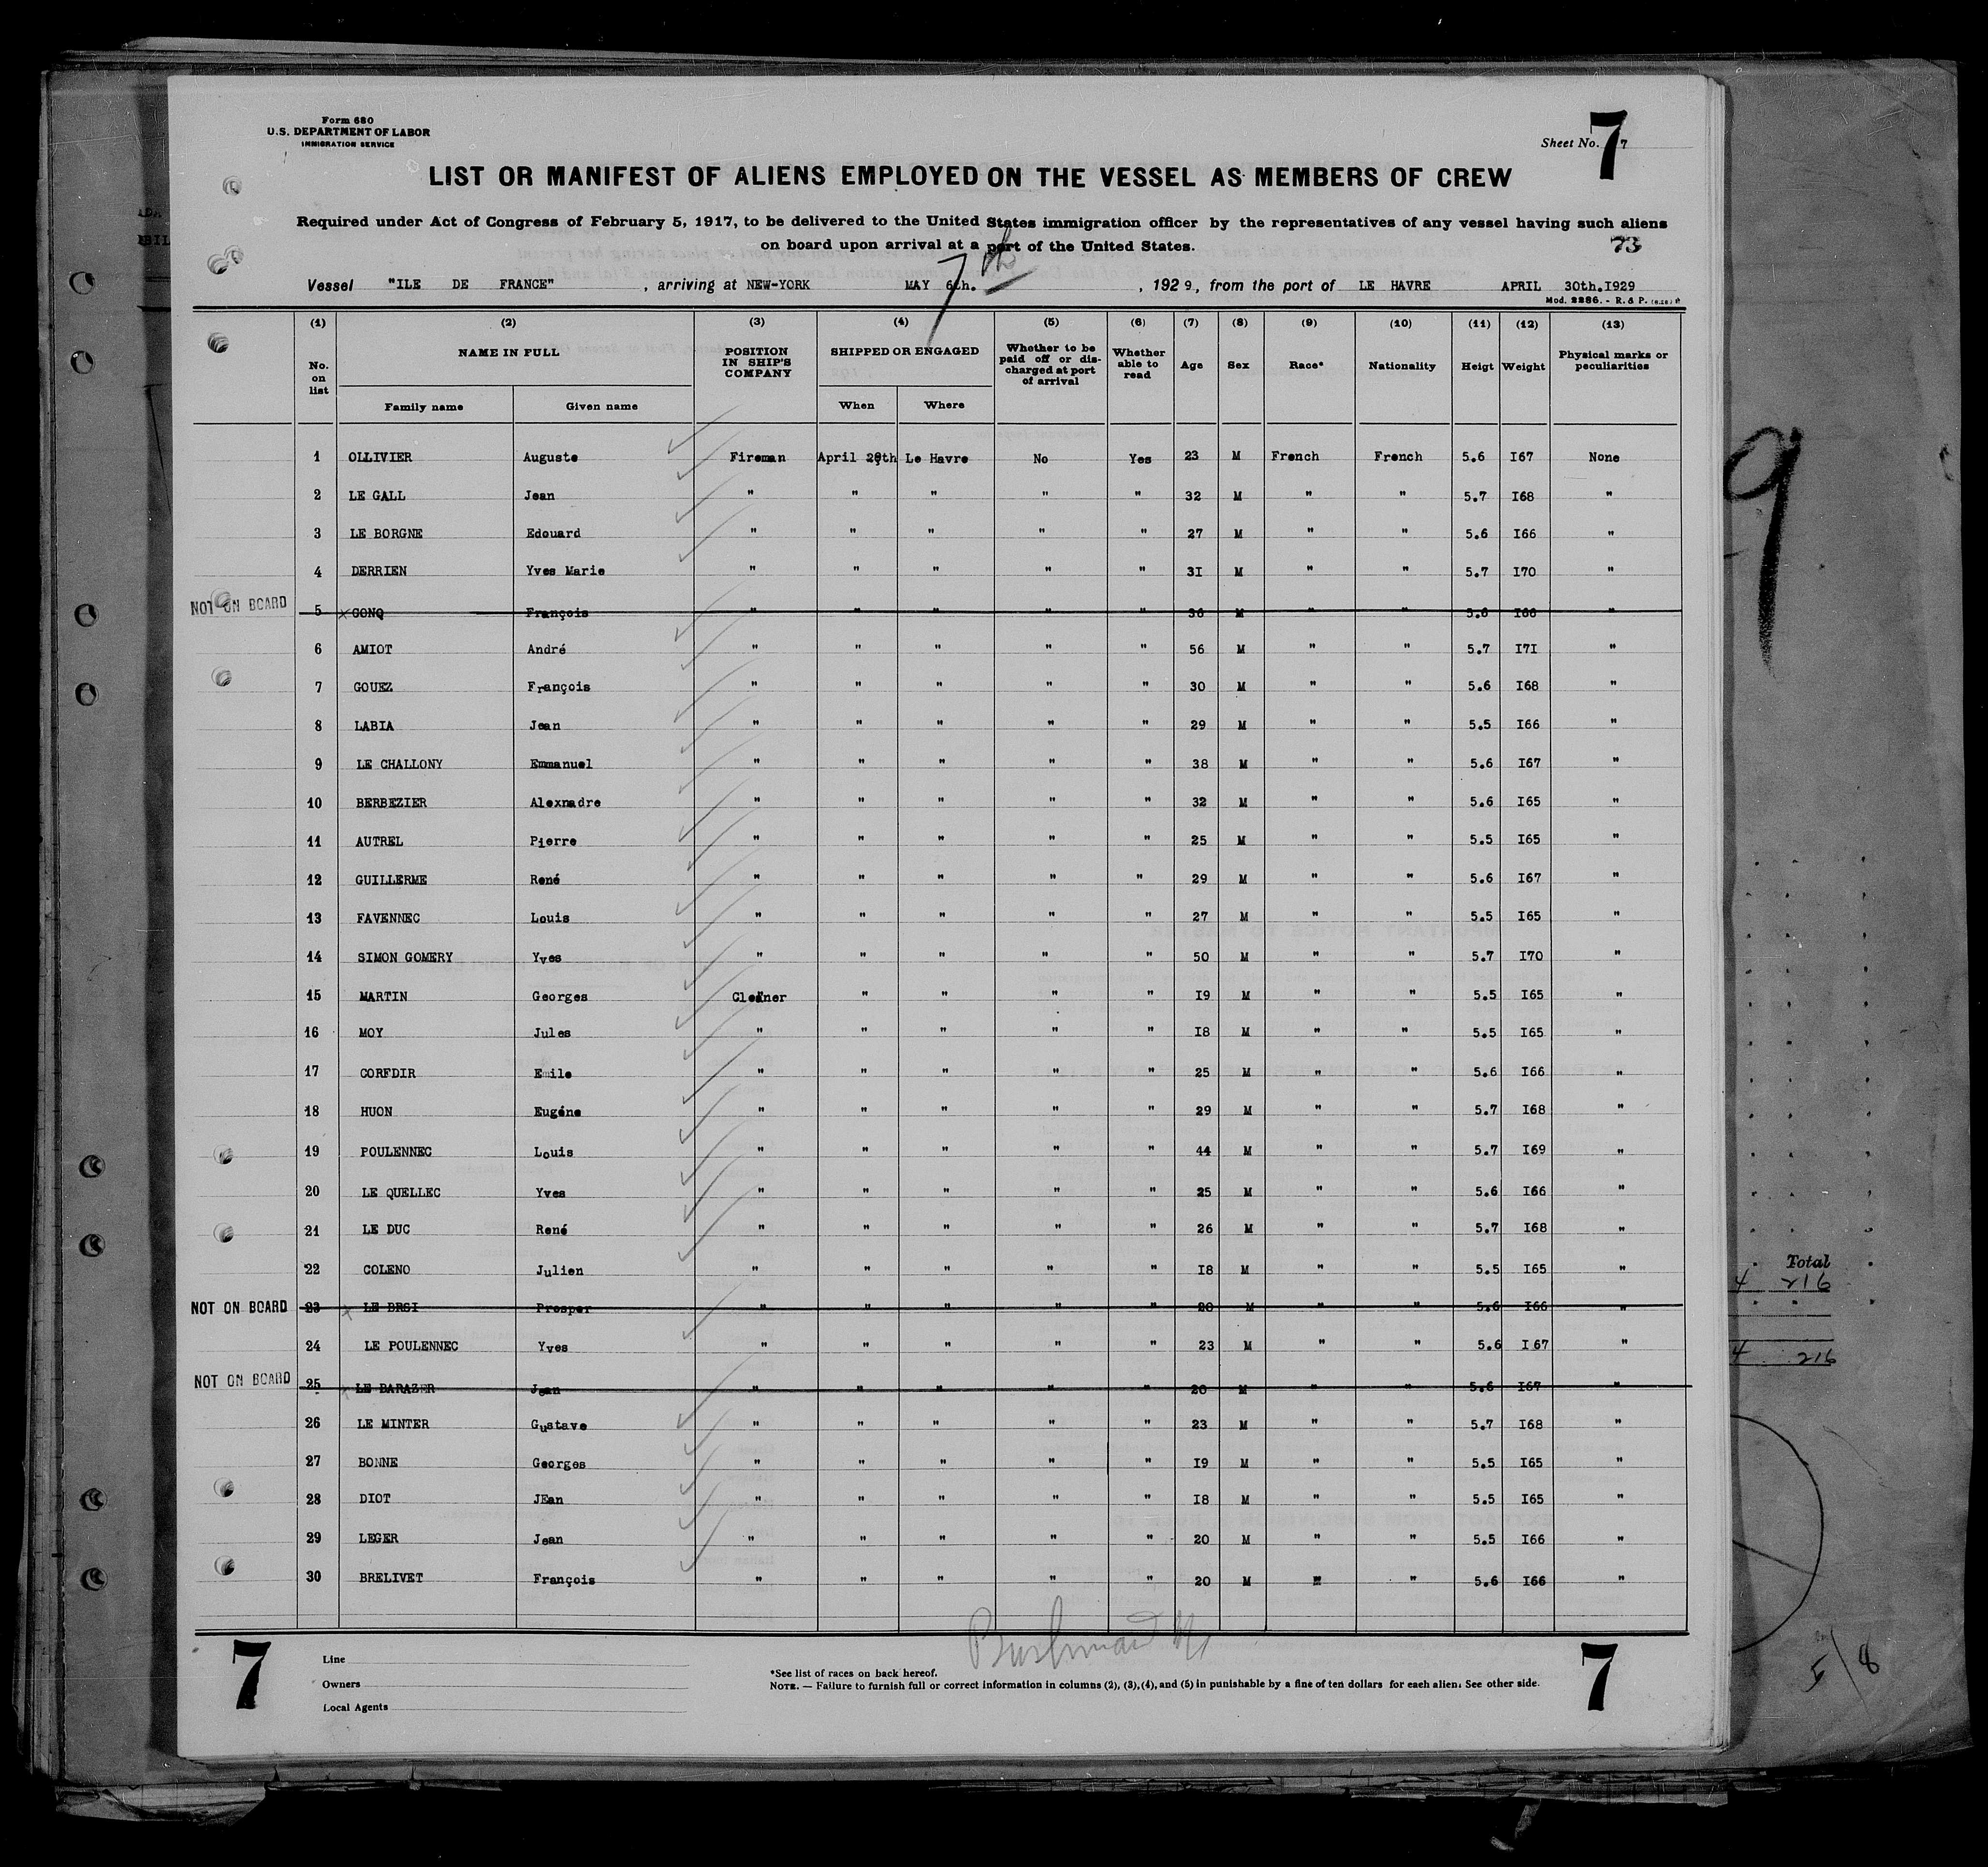 Form 680
U.S. DEPARTMENT OF LABOR
IMMIGRATION SERVICE
Sheet No. 7
7
LIST OR MANIFEST OF ALIENS EMPLOYED ON THE VESSEL AS MEMBERS OF CREW
Required under Act of Congress of February 5, 1917, to be delivered to the United States immigration officer by the representatives of any vessel having such aliens
on board upon arrival at a port of the United States.
73
7th
Vessel "ILE DE FRANCE" , arriving at NEW-YORK MAY 6th. , 1929, from the port of LE HAVRE APRIL 30th.I929
Mod. 2286. - R. & P.
(1) (2) (3) (4) (5) (6) (7) (8) (9) (10) (11) (12) (13)
No. on list NAME IN FULL POSITION IN SHIP'S COMPANY SHIPPED OR ENGAGED Whether to be paid off or discharged at port of arrival Whether able to read Age Sex Race* Nationality Heigt Weight Physical marks or peculiarities
Family name Given name When Where
1 OLLIVIER Auguste Fireman April 29th Le Havre No Yes 23 M French French 5.6 I67 None
2 LE GALL Jean " " " " " 32 M " " 5.7 I68 "
3 LE BORGNE Edouard " " " " " 27 M " " 5.6 I66 "
4 DERRIEN Yves Marie " " " " " 3I M " " 5.7 I70 "
NOT ON BOARD 5 GONQ François " " " " " 36 M " " 5.6 I66 "
6 AMIOT André " " " " " 56 M " " 5.7 I7I "
7 GOUEZ François " " " " " 30 M " " 5.6 I68 "
8 LABIA Jean " " " " " 29 M " " 5.5 I66 "
9 LE CHALLONY Emmanuel " " " " " 38 M " " 5.6 I67 "
10 BERBEZIER Alexnadre " " " " " 32 M " " 5.6 I65 "
11 AUTREL Pierre " " " " " 25 M " " 5.5 I65 "
12 GUILLERME René " " " " " 29 M " " 5.6 I67 "
13 FAVENNEC Louis " " " " " 27 M " " 5.5 I65 "
14 SIMON GOMERY Yves " " " " " 50 M " " 5.7 I70 "
15 MARTIN Georges Cleaner " " " " I9 M " " 5.5 I65 "
16 MOY Jules " " " " " I8 M " " 5.5 I65 "
17 CORFDIR Emile " " " " " 25 M " " 5.6 I66 "
18 HUON Eugéne " " " " " 29 M " " 5.7 I68 "
19 POULENNEC Louis " " " " " 44 M " " 5.7 I69 "
20 LE QUELLEC Yves " " " " " 25 M " " 5.6 I66 "
21 LE DUC René " " " " " 26 M " " 5.7 I68 "
22 COLENO Julien " " " " " I8 M " " 5.5 I65 "
NOT ON BOARD 23 LE BRGI Prosper " " " " " 20 M " " 5.6 I66 "
24 LE POULENNEC Yves " " " " " 23 M " " 5.6 I67 "
NOT ON BOARD 25 LE BARAZER Jean " " " " " 20 M " " 5.6 I67 "
26 LE MINTER Gustave " " " " " 23 M " " 5.7 I68 "
27 BONNE Georges " " " " " I9 M " " 5.5 I65 "
28 DIOT JEan " " " " " I8 M " " 5.5 I65 "
29 LEGER Jean " " " " " 20 M " " 5.5 I66 "
30 BRELIVET François " " " " " 20 M " " 5.6 I66 "
7
Line
Owners
Local Agents
*See list of races on back hereof.
NOTE. — Failure to furnish full or correct information in columns (2), (3), (4), and (5) in punishable by a fine of ten dollars for each alien. See other side.
7
9
Total
4 216
4 216
5/8